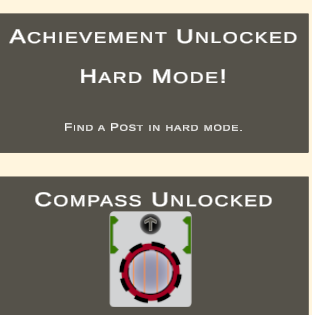 Achievement Unlocked
Hard Mode!
Find a Post in hard mode.
Compass Unlocked